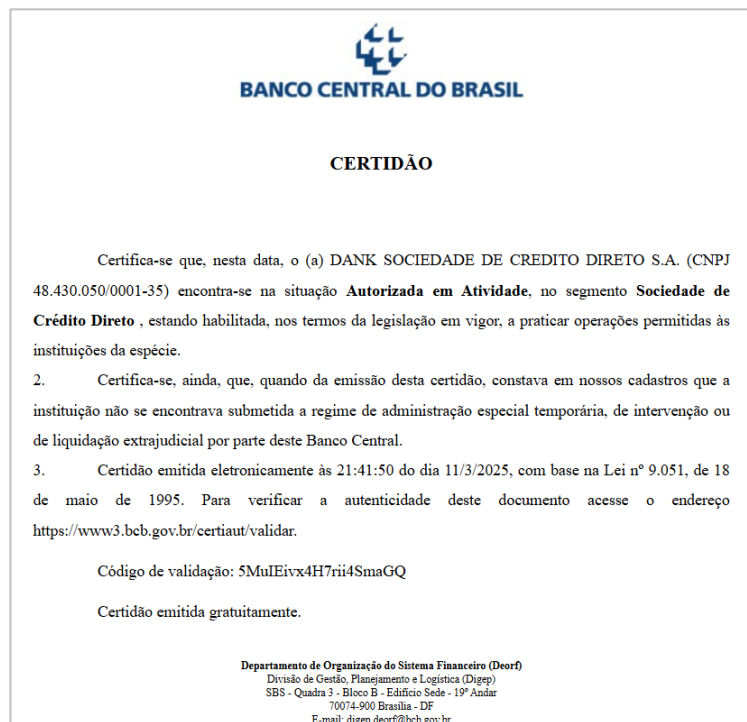 BANCO CENTRAL DO BRASIL
CERTIDÃO
Certifica-se que, nesta data, o (a) DANK SOCIEDADE DE CREDITO DIRETO S.A. (CNPJ
48.430.050/0001-35) encontra-se na situação Autorizada em Atividade, no segmento Sociedade de
Crédito Direto , estando habilitada, nos termos da legislação em vigor, a praticar operações permitidas às
instituições da espécie.
2. Certifica-se, ainda, que, quando da emissão desta certidão, constava em nossos cadastros que a
instituição não se encontrava submetida a regime de administração especial temporária, de intervenção ou
de liquidação extrajudicial por parte deste Banco Central.
3. Certidão emitida eletronicamente às 21:41:50 do dia 11/3/2025, com base na Lei nº 9.051, de 18
de maio de 1995. Para verificar a autenticidade deste documento acesse o endereço
https://www3.bcb.gov.br/certiaut/validar.
Código de validação: 5MuIEivx4H7rii4SmaGQ
Certidão emitida gratuitamente.
Departamento de Organização do Sistema Financeiro (Deorf)
Divisão de Gestão, Planejamento e Logística (Digep)
SBS - Quadra 3 - Bloco B - Edifício Sede - 19º Andar
70074-900 Brasília - DF
E-mail: digep.deorf@bcb.gov.br